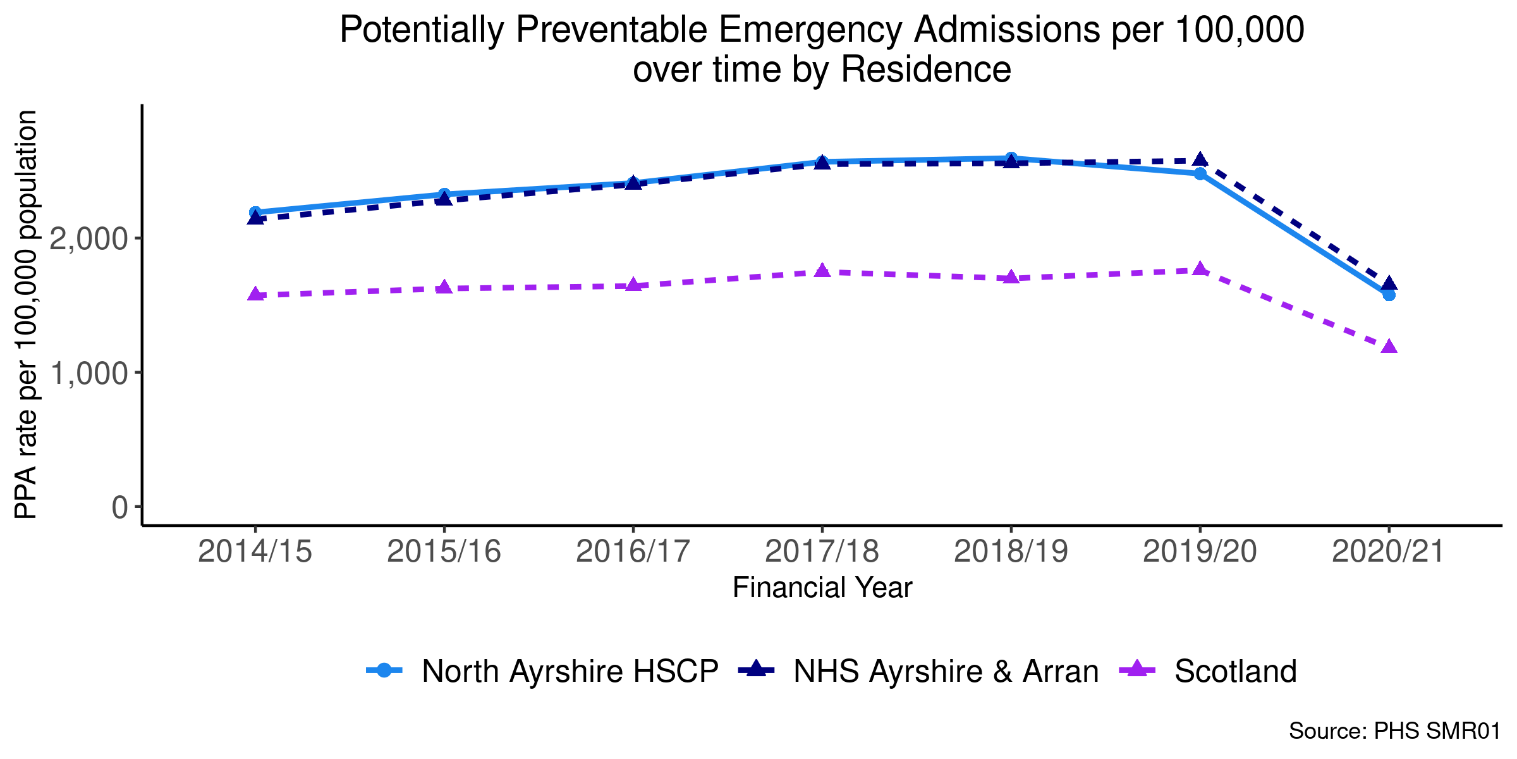 Potentially Preventable Emergency Admissions per 100,000
over time by Residence
PPA rate per 100,000 population
2,000
1,000
0
2014/15 2015/16 2016/17 2017/18 2018/19 2019/20 2020/21
Financial Year
North Ayrshire HSCP NHS Ayrshire & Arran Scotland
Source: PHS SMR01